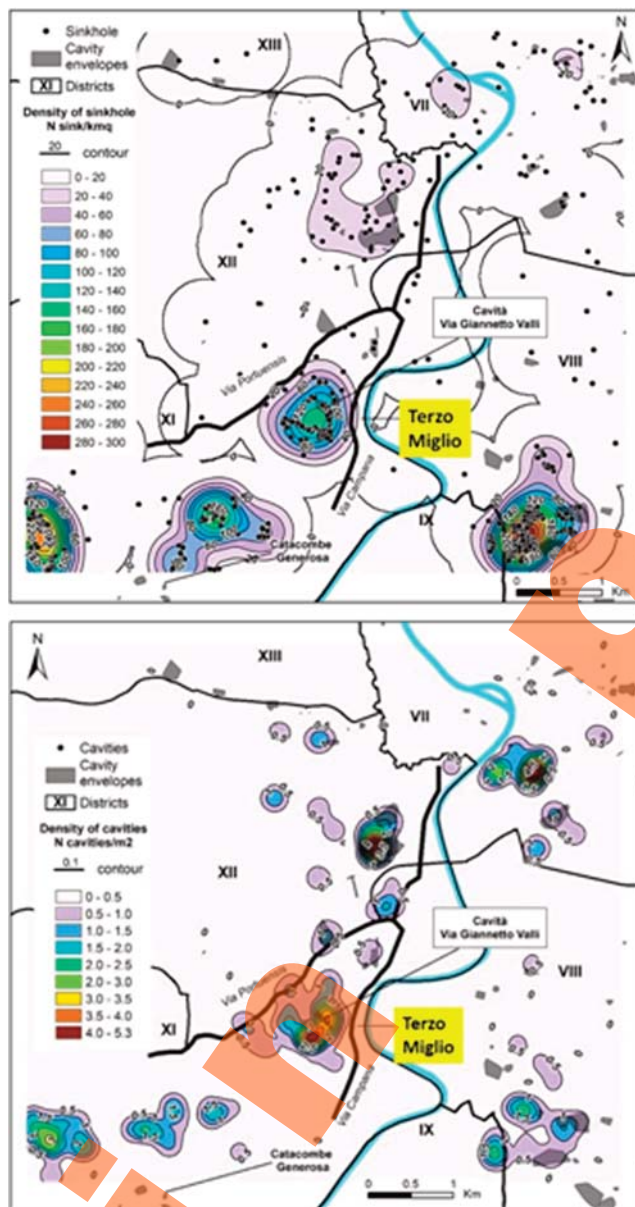 Sinkhole
Cavity
envelopes
XI Districts
Density of sinkhole
N sink/kmq
20 contour
0 - 20
20 - 40
40 - 60
60 - 80
80 - 100
100 - 120
120 - 140
140 - 160
160 - 180
180 - 200
200 - 220
220 - 240
240 - 260
260 - 280
280 - 300
N
XIII
VII
XII
Cavità
Via Giannetto Valli
VIII
Via Portuensis
XI
Terzo
Miglio
Via Campana
IX
Catacombe
Generosa
0 0.5 1
Km
N
XIII
VII
Cavities
Cavity
envelopes
XI Districts
Density of cavities
N cavities/m2
0.1 contour
0 - 0.5
0.5 - 1.0
1.0 - 1.5
1.5 - 2.0
2.0 - 2.5
2.0 - 3.0
3.0 - 3.5
3.5 - 4.0
4.0 - 5.3
XII
Cavità
Via Giannetto Valli
VIII
Via Portuensis
XI
Terzo
Miglio
Via Campana
IX
Catacombe
Generosa
0 0.5 1
Km